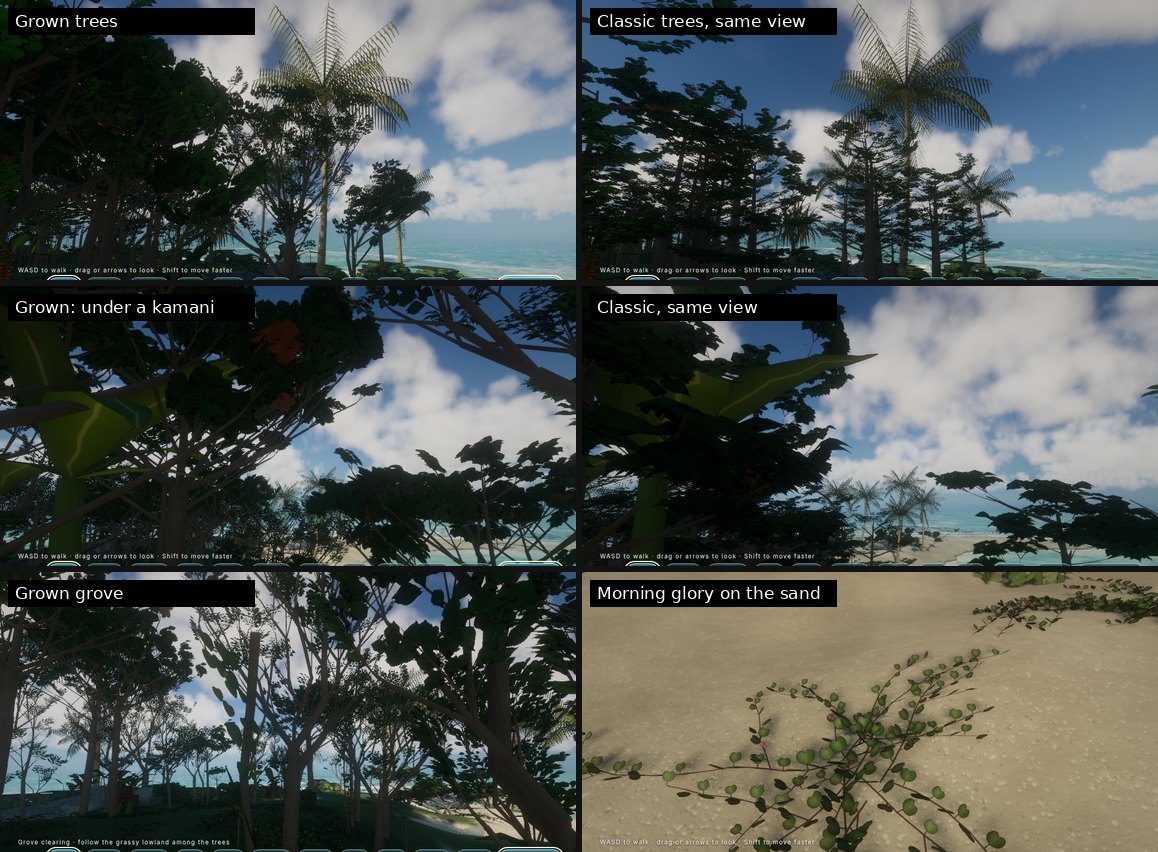 Grown trees
Classic trees, same view
WASD to walk · drag or arrows to look · Shift to move faster
WASD to walk · drag or arrows to look · Shift to move faster
Grown: under a kamani
Classic, same view
WASD to walk · drag or arrows to look · Shift to move faster
WASD to walk · drag or arrows to look · Shift to move faster
Grown grove
Morning glory on the sand
Grove clearing · follow the grassy lowland among the trees
WASD to walk · drag or arrows to look · Shift to move faster